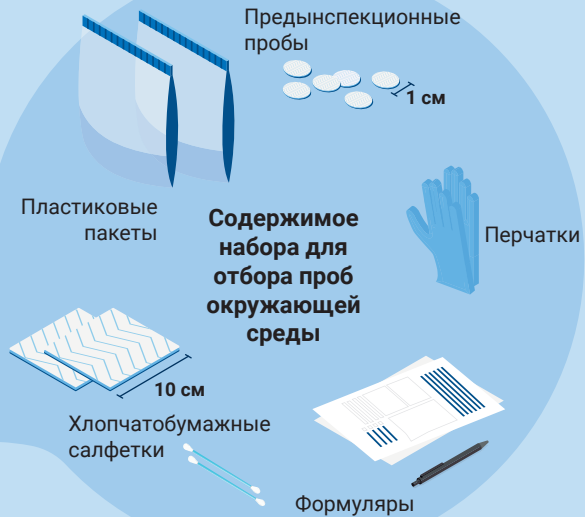 Предынспекционные
пробы
1 см
Пластиковые
пакеты
Содержимое
набора для
отбора проб
окружающей
среды
Перчатки
10 см
Хлопчатобумажные
салфетки
Формуляры